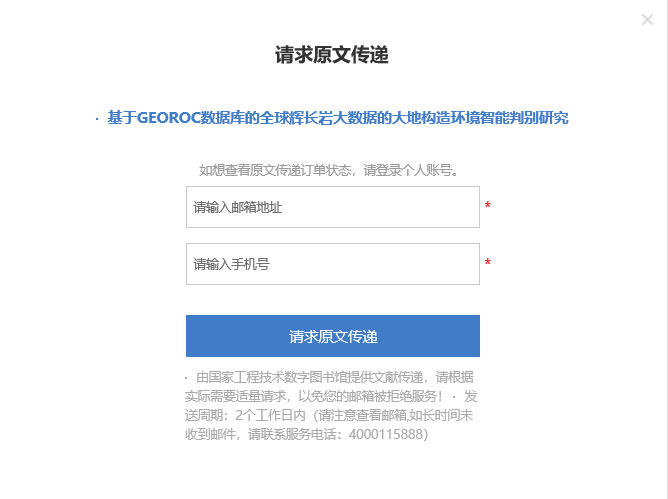 ×
请求原文传递
· 基于GEOROC数据库的全球辉长岩大数据的大地构造环境智能判别研究
如想查看原文传递订单状态，请登录个人账号。
请输入邮箱地址 *
请输入手机号 *
请求原文传递
· 由国家工程技术数字图书馆提供文献传递，请根据
实际需要适量请求，以免您的邮箱被拒绝服务！ · 发
送周期：2个工作日内（请注意查看邮箱,如长时间未
收到邮件，请联系服务电话：4000115888）